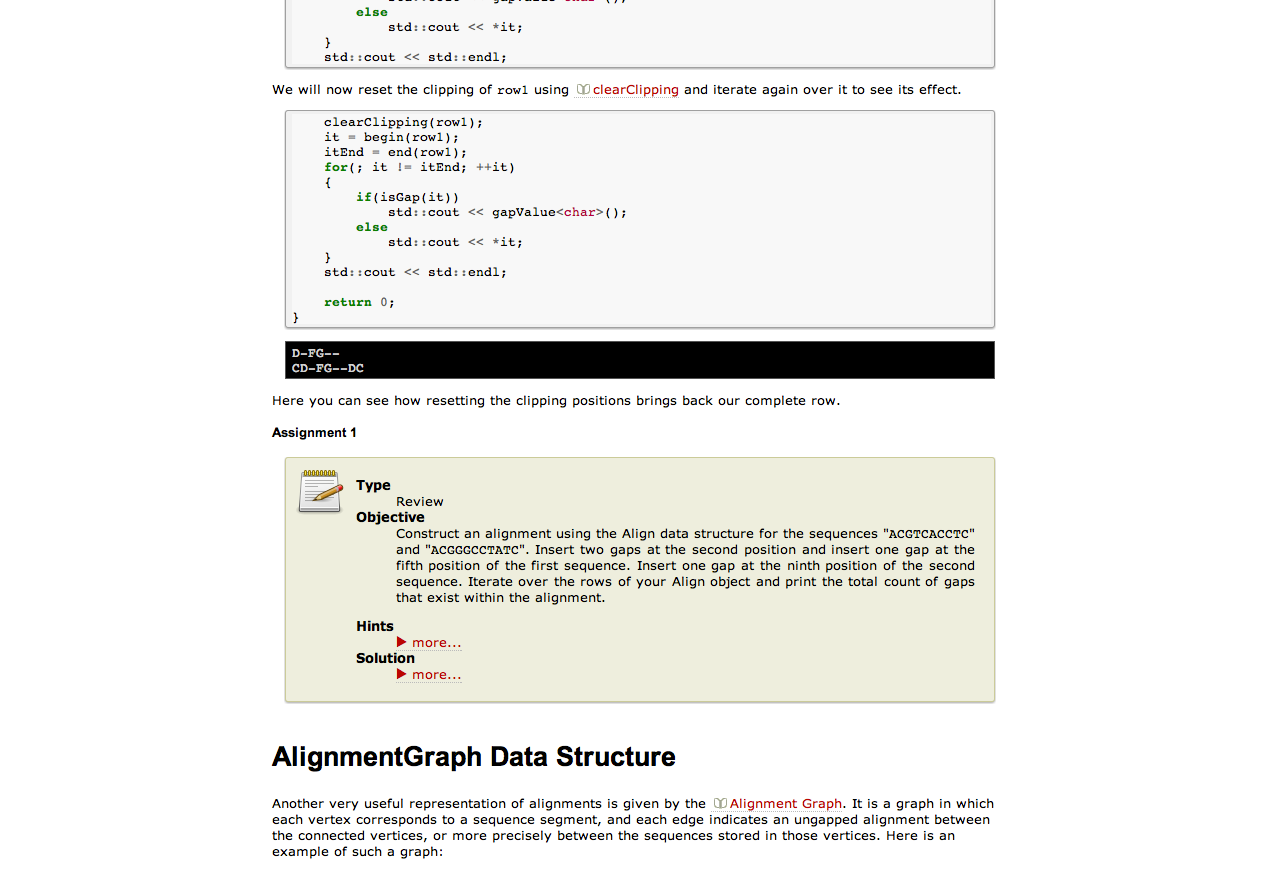 else
std::cout << *it;
}
std::cout << std::endl;
We will now reset the clipping of row1 using clearClipping and iterate again over it to see its effect.
clearClipping(row1);
it = begin(row1);
itEnd = end(row1);
for(; it != itEnd; ++it)
{
if(isGap(it))
std::cout << gapValue<char>();
else
std::cout << *it;
}
std::cout << std::endl;
return 0;
}
D-FG--
CD-FG--DC
Here you can see how resetting the clipping positions brings back our complete row.
Assignment 1
Type
Review
Objective
Construct an alignment using the Align data structure for the sequences "ACGTCACCTC"
and "ACGGGCCTATC". Insert two gaps at the second position and insert one gap at the
fifth position of the first sequence. Insert one gap at the ninth position of the second
sequence. Iterate over the rows of your Align object and print the total count of gaps
that exist within the alignment.
Hints
more...
Solution
more...
AlignmentGraph Data Structure
Another very useful representation of alignments is given by the Alignment Graph. It is a graph in which
each vertex corresponds to a sequence segment, and each edge indicates an ungapped alignment between
the connected vertices, or more precisely between the sequences stored in those vertices. Here is an
example of such a graph: